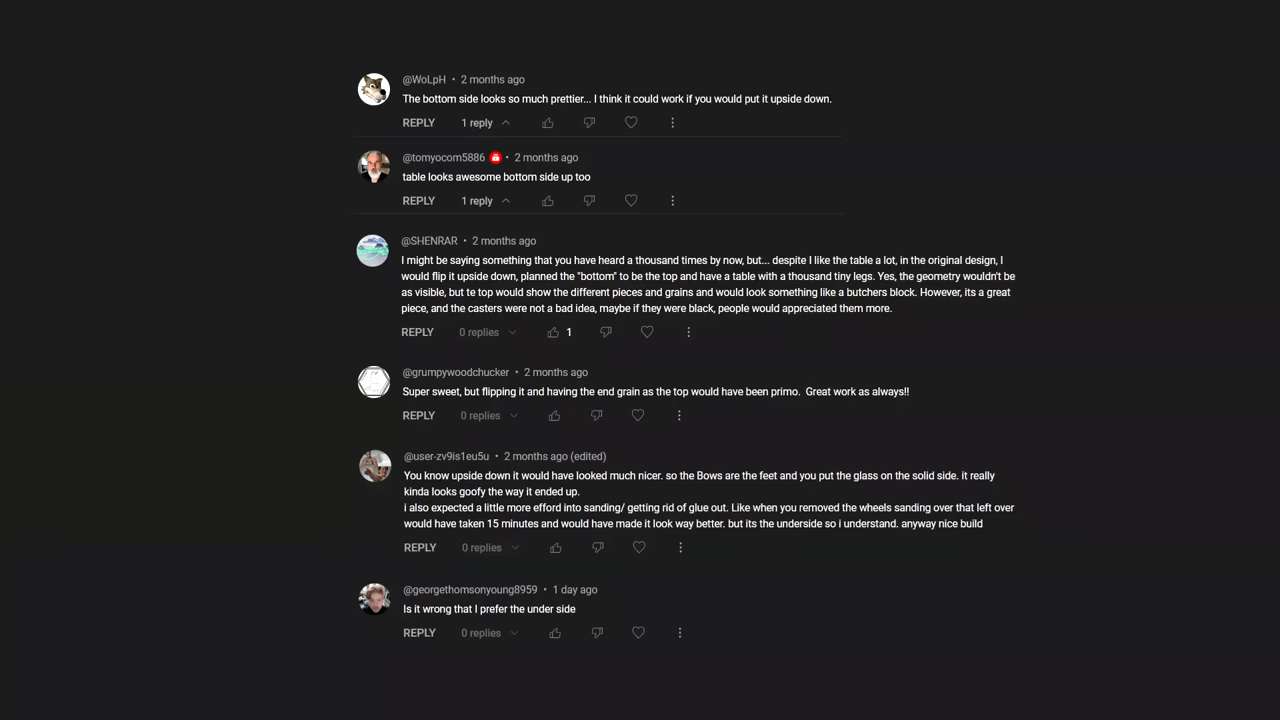 @WoLpH • 2 months ago
The bottom side looks so much prettier... I think it could work if you would put it upside down.
REPLY 1 reply
@tomyocom5886 • 2 months ago
table looks awesome bottom side up too
REPLY 1 reply
@SHENRAR • 2 months ago
I might be saying something that you have heard a thousand times by now, but... despite I like the table a lot, in the original design, I
would flip it upside down, planned the "bottom" to be the top and have a table with a thousand tiny legs. Yes, the geometry wouldn't be
as visible, but te top would show the different pieces and grains and would look something like a butchers block. However, its a great
piece, and the casters were not a bad idea, maybe if they were black, people would appreciated them more.
REPLY 0 replies 1
@grumpywoodchucker • 2 months ago
Super sweet, but flipping it and having the end grain as the top would have been primo. Great work as always!!
REPLY 0 replies
@user-zv9is1eu5u • 2 months ago (edited)
You know upside down it would have looked much nicer. so the Bows are the feet and you put the glass on the solid side. it really
kinda looks goofy the way it ended up.
i also expected a little more efford into sanding/ getting rid of glue out. Like when you removed the wheels sanding over that left over
would have taken 15 minutes and would have made it look way better. but its the underside so i understand. anyway nice build
REPLY 0 replies
@georgethomsonyoung8959 • 1 day ago
Is it wrong that I prefer the under side
REPLY 0 replies